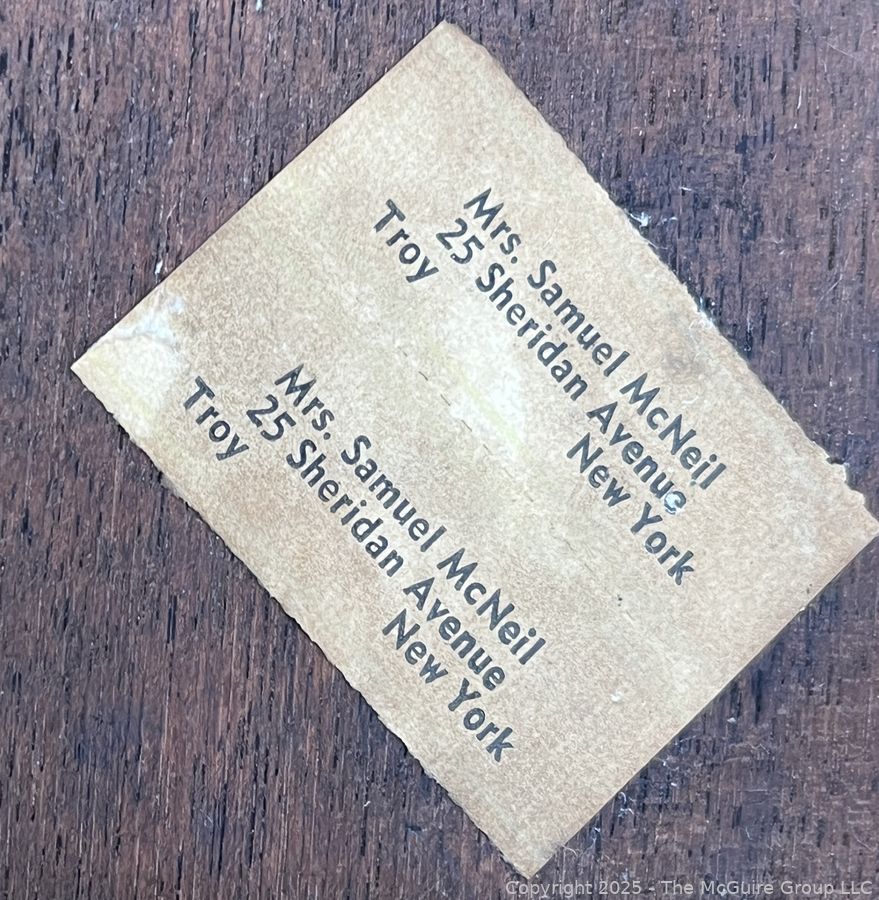 Mrs. Samuel McNeil
25 Sheridan Avenue
Troy New York
Mrs. Samuel McNeil
25 Sheridan Avenue
Troy New York
Copyright 2025 - The McGuire Group LLC